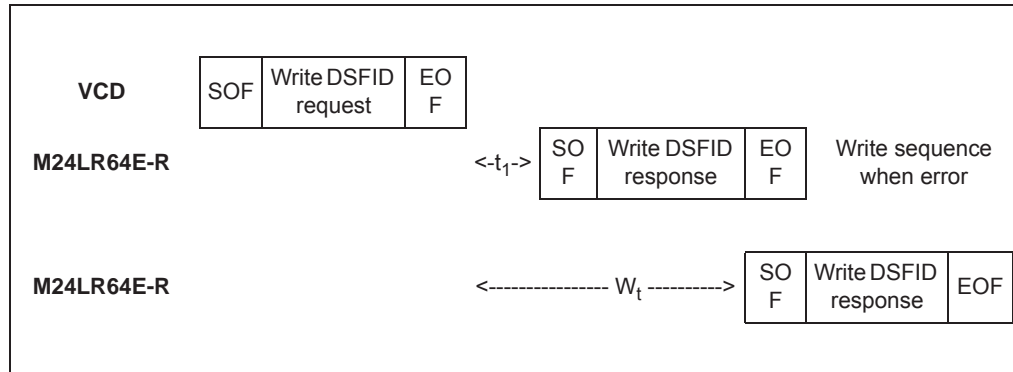 VCD SOF Write DSFID request EO F
M24LR64E-R <-t1-> SO F Write DSFID response EO F Write sequence when error
M24LR64E-R <---------------- Wt ----------> SO F Write DSFID response EOF